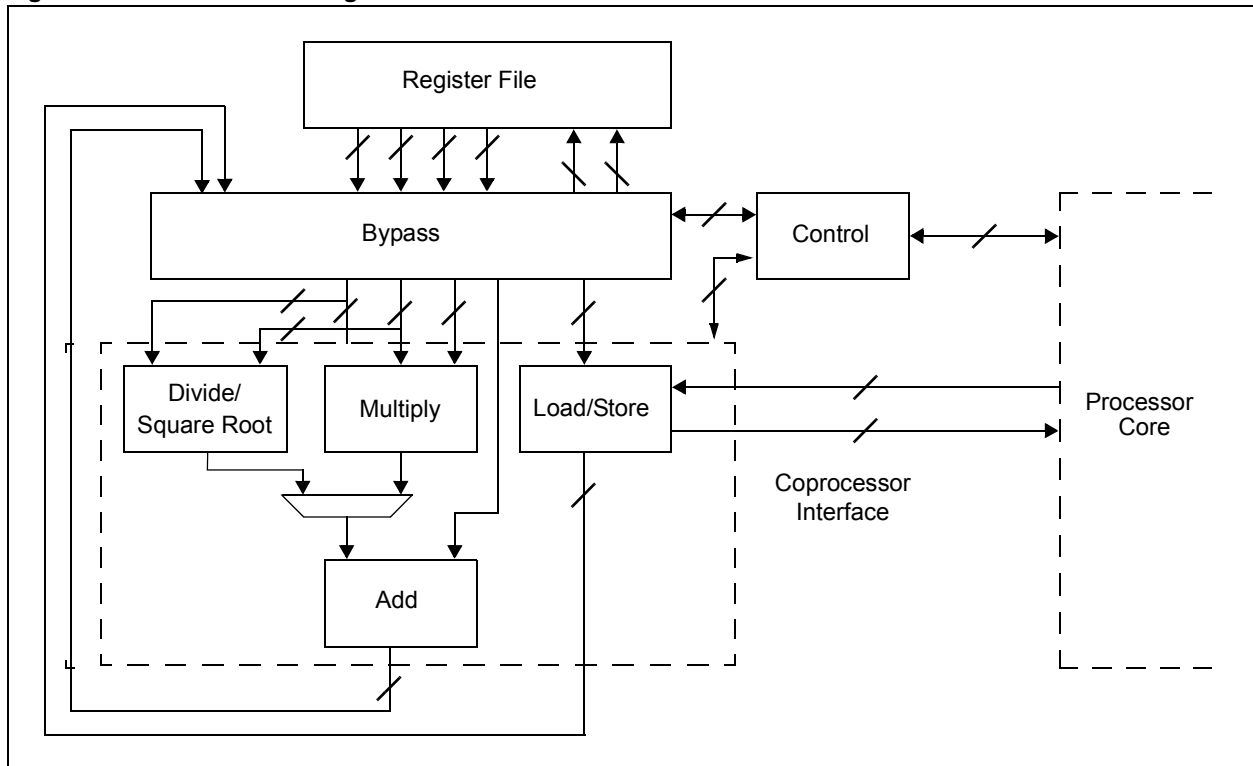 Register File
Bypass
Control
Divide/
Square Root
Multiply
Load/Store
Processor
Core
Coprocessor
Interface
Add